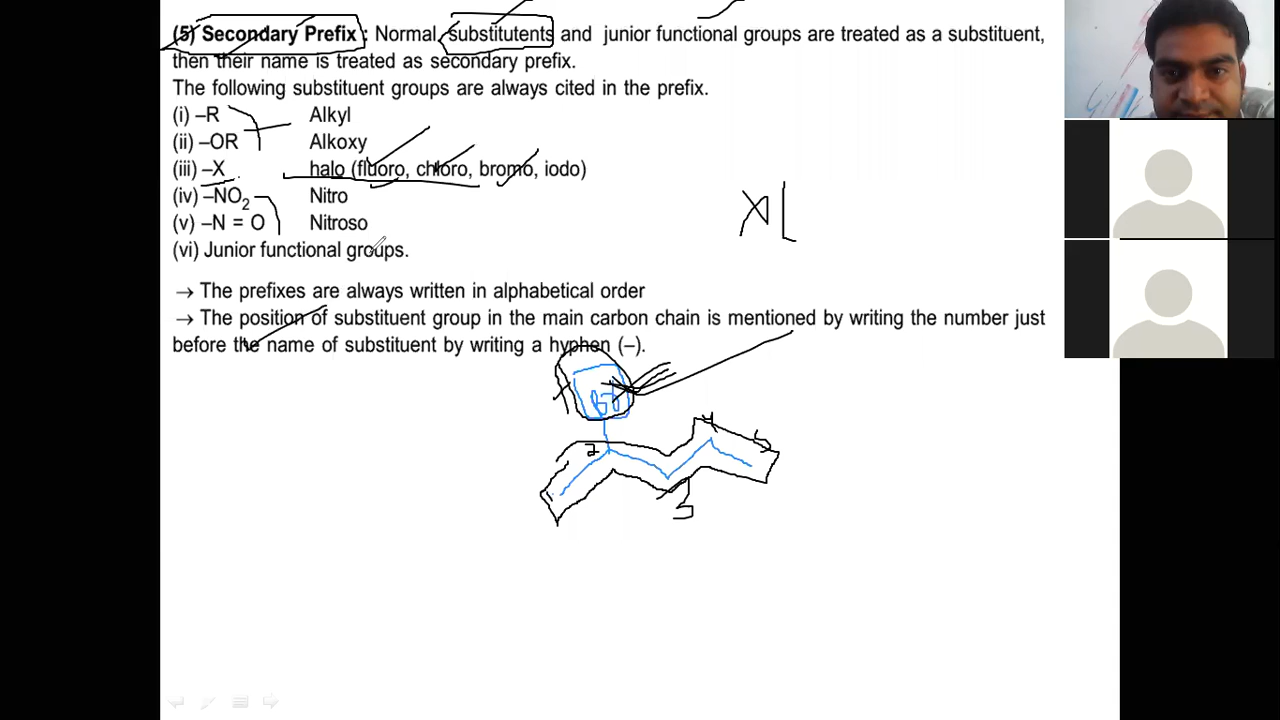 (5) Secondary Prefix : Normal substitutents and junior functional groups are treated as a substituent,
then their name is treated as secondary prefix.
The following substituent groups are always cited in the prefix.
(i) –R Alkyl
(ii) –OR Alkoxy
(iii) –X halo (fluoro, chloro, bromo, iodo)
(iv) –NO₂ Nitro
(v) –N = O Nitroso
(vi) Junior functional groups.
→ The prefixes are always written in alphabetical order
→ The position of substituent group in the main carbon chain is mentioned by writing the number just
before the name of substituent by writing a hyphen (–).
2
4